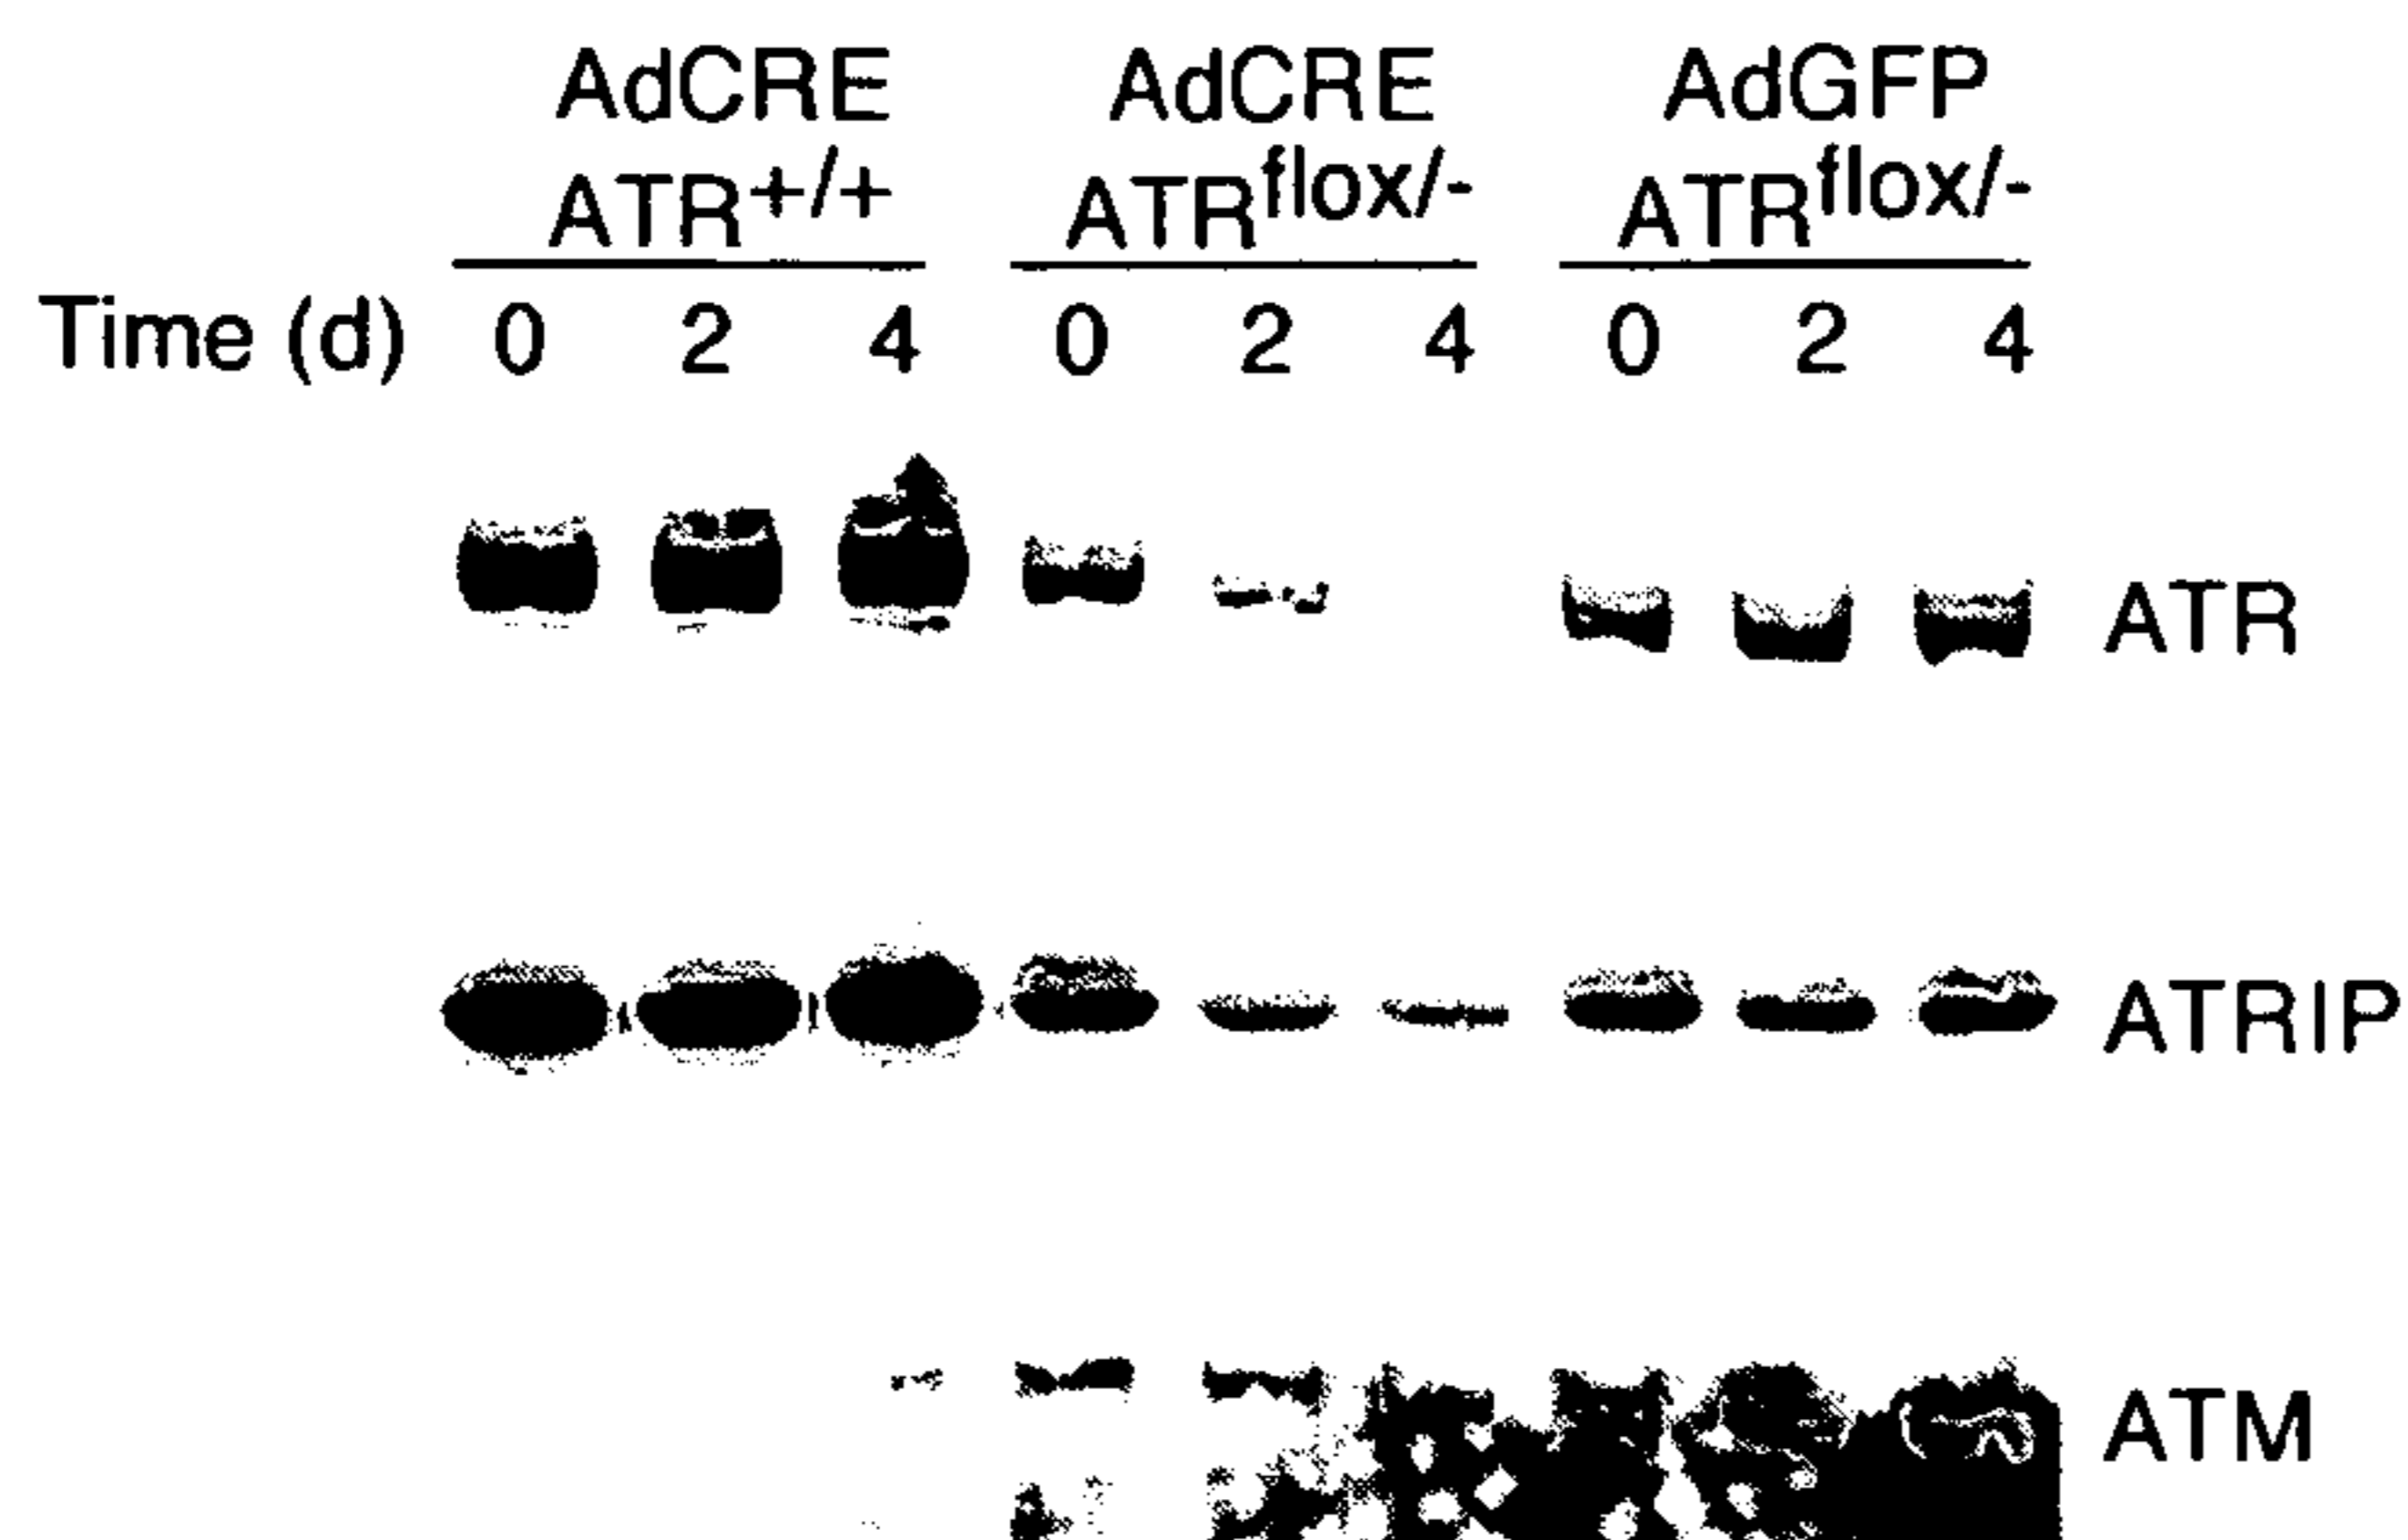 AdCRE AdCRE AdGFP
ATR+/+ ATRflox/- ATRflox/-
Time (d) 0 2 4 0 2 4 0 2 4
ATR
ATRIP
ATM